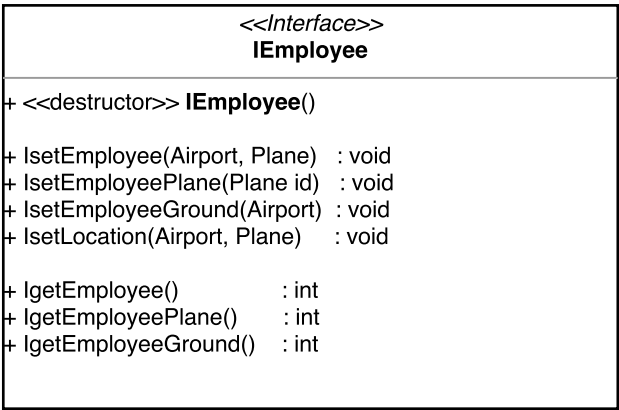 <<Interface>>
IEmployee
+ <<destructor>> IEmployee()
+ IsetEmployee(Airport, Plane) : void
+ IsetEmployeePlane(Plane id) : void
+ IsetEmployeeGround(Airport) : void
+ IsetLocation(Airport, Plane) : void
+ IgetEmployee() : int
+ IgetEmployeePlane() : int
+ IgetEmployeeGround() : int